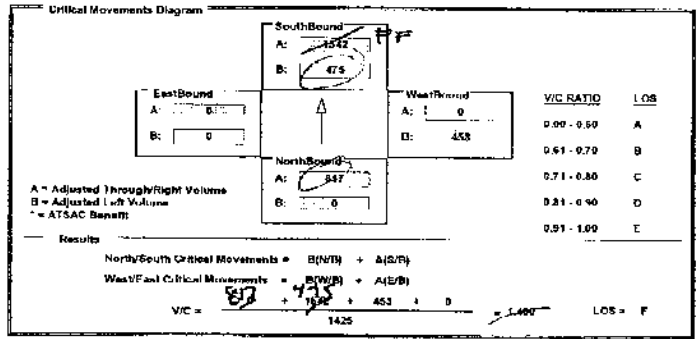 Critical Movements Diagram
SouthBound
A: 1542
B: 475
EastBound
A: 0
B: 0
WestBound
A: 0
B: 453
V/C RATIO LOS
0.00 - 0.60 A
0.61 - 0.70 B
0.71 - 0.80 C
0.81 - 0.90 D
0.91 - 1.00 E
NorthBound
A: 847
B: 0
A = Adjusted Through/Right Volume
B = Adjusted Left Volume
* = ATSAC Benefit
Results
North/South Critical Movements = B(N/B) + A(S/B)
West/East Critical Movements = B(W/B) + A(E/B)
475
V/C = + 1542 + 453 + 0
1425
= 1.400 LOS = F